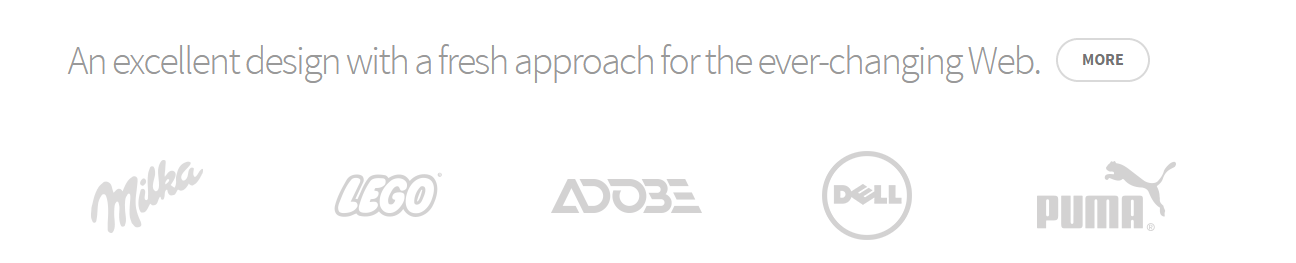 An excellent design with a fresh approach for the ever-changing Web. MORE
Milka LEGO ADOBE DELL PUMA